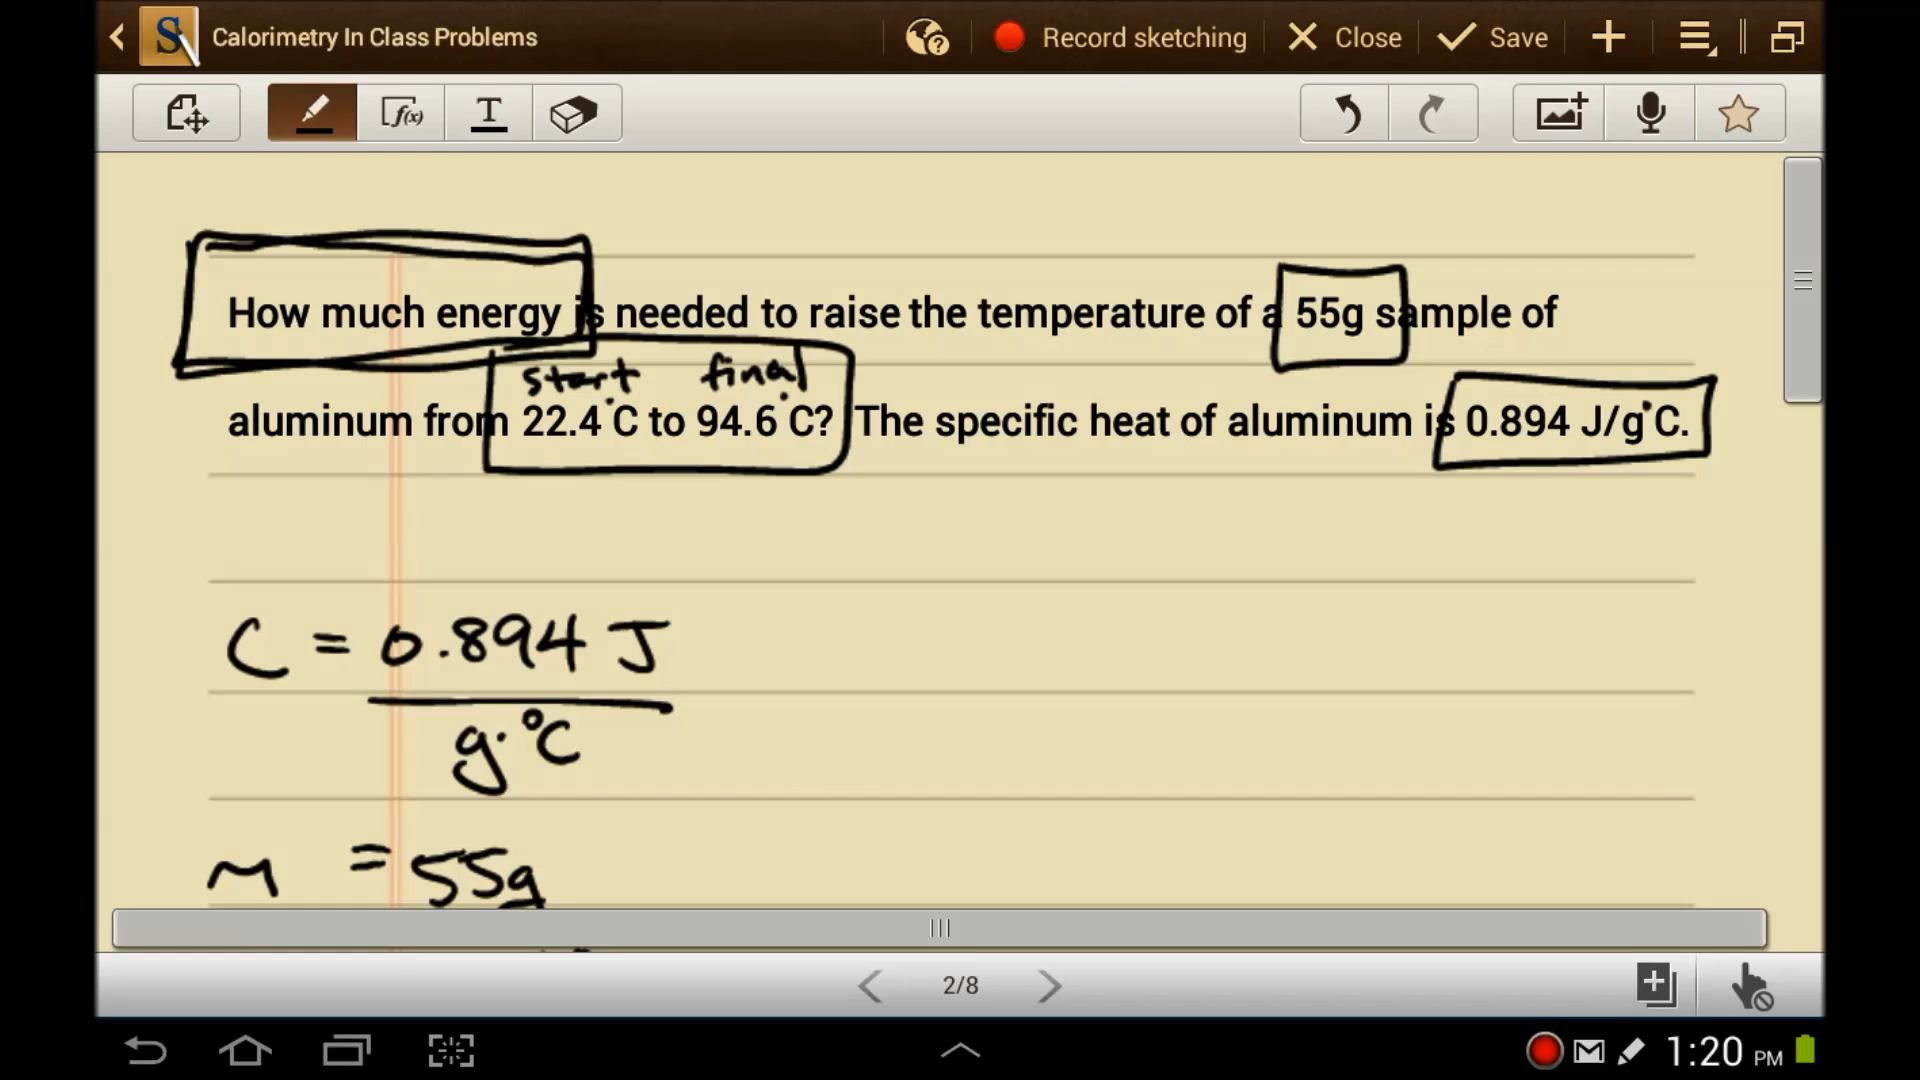 Calorimetry In Class Problems
Record sketching
Close
Save
f(x)
T
How much energy is needed to raise the temperature of a 55g sample of
start final
aluminum from 22.4°C to 94.6°C? The specific heat of aluminum is 0.894 J/g°C.
C = 0.894 J
g·°C
m = 55g
2/8
1:20 PM